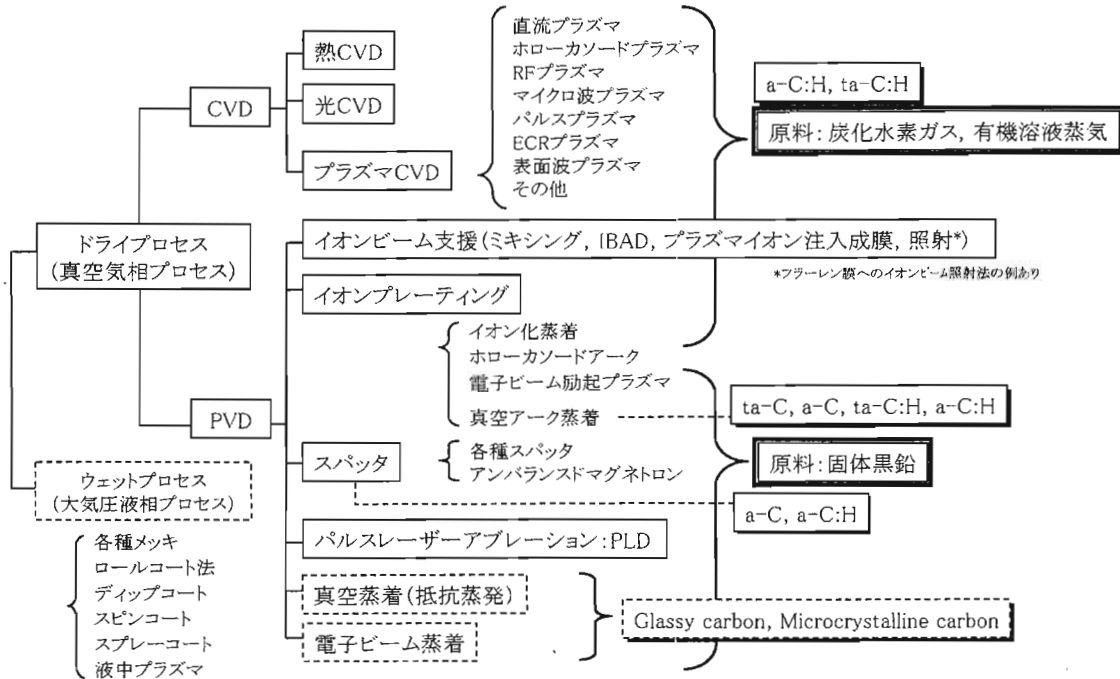 熱CVD
光CVD
プラズマCVD
CVD
直流プラズマ
ホローカソードプラズマ
RFプラズマ
マイクロ波プラズマ
パルスプラズマ
ECRプラズマ
表面波プラズマ
その他
a-C:H, ta-C:H
原料：炭化水素ガス, 有機溶液蒸気
ドライプロセス
(真空気相プロセス)
イオンビーム支援(ミキシング, IBAD, プラズマイオン注入成膜, 照射*)
*フラーレン膜へのイオンビーム照射法の例あり
イオンプレーティング
イオン化蒸着
ホローカソードアーク
電子ビーム励起プラズマ
真空アーク蒸着
ta-C, a-C, ta-C:H, a-C:H
PVD
スパッタ
各種スパッタ
アンバランスドマグネトロン
原料：固体黒鉛
a-C, a-C:H
ウェットプロセス
(大気圧液相プロセス)
各種メッキ
ロールコート法
ディップコート
スピンコート
スプレーコート
液中プラズマ
パルスレーザーアブレーション：PLD
真空蒸着(抵抗蒸発)
電子ビーム蒸着
Glassy carbon, Microcrystalline carbon